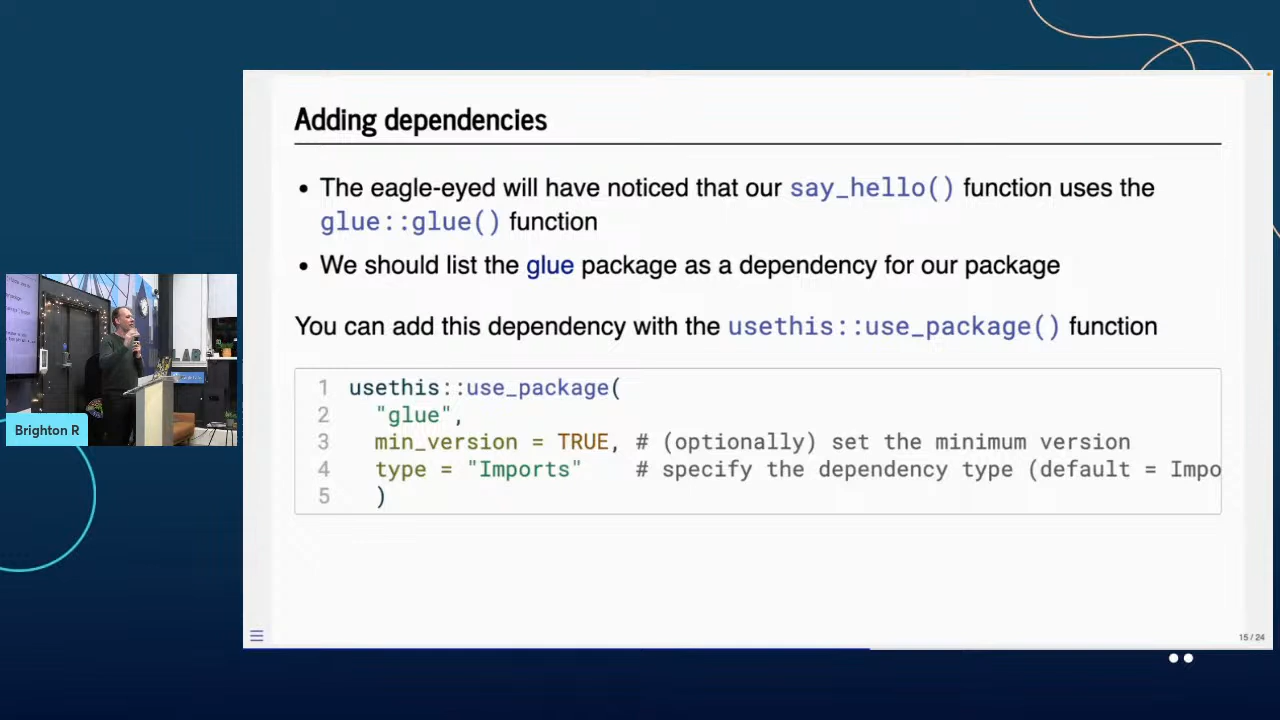 Adding dependencies
• The eagle-eyed will have noticed that our say_hello() function uses the
glue::glue() function
• We should list the glue package as a dependency for our package
You can add this dependency with the usethis::use_package() function
1 usethis::use_package(
2 "glue",
3 min_version = TRUE, # (optionally) set the minimum version
4 type = "Imports" # specify the dependency type (default = Impo
5 )
Brighton R
15 / 24